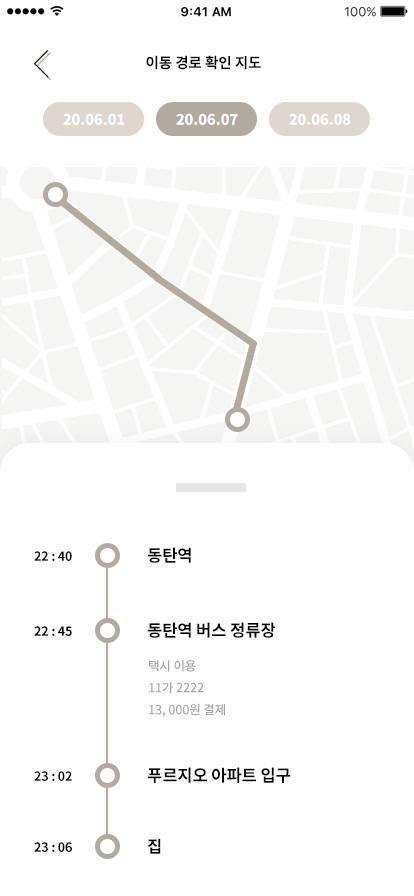 9:41 AM 100%
이동 경로 확인 지도
20.06.01 20.06.07 20.06.08
22 : 40 동탄역
22 : 45 동탄역 버스 정류장
택시 이용
11가 2222
13, 000원 결제
23 : 02 푸르지오 아파트 입구
23 : 06 집